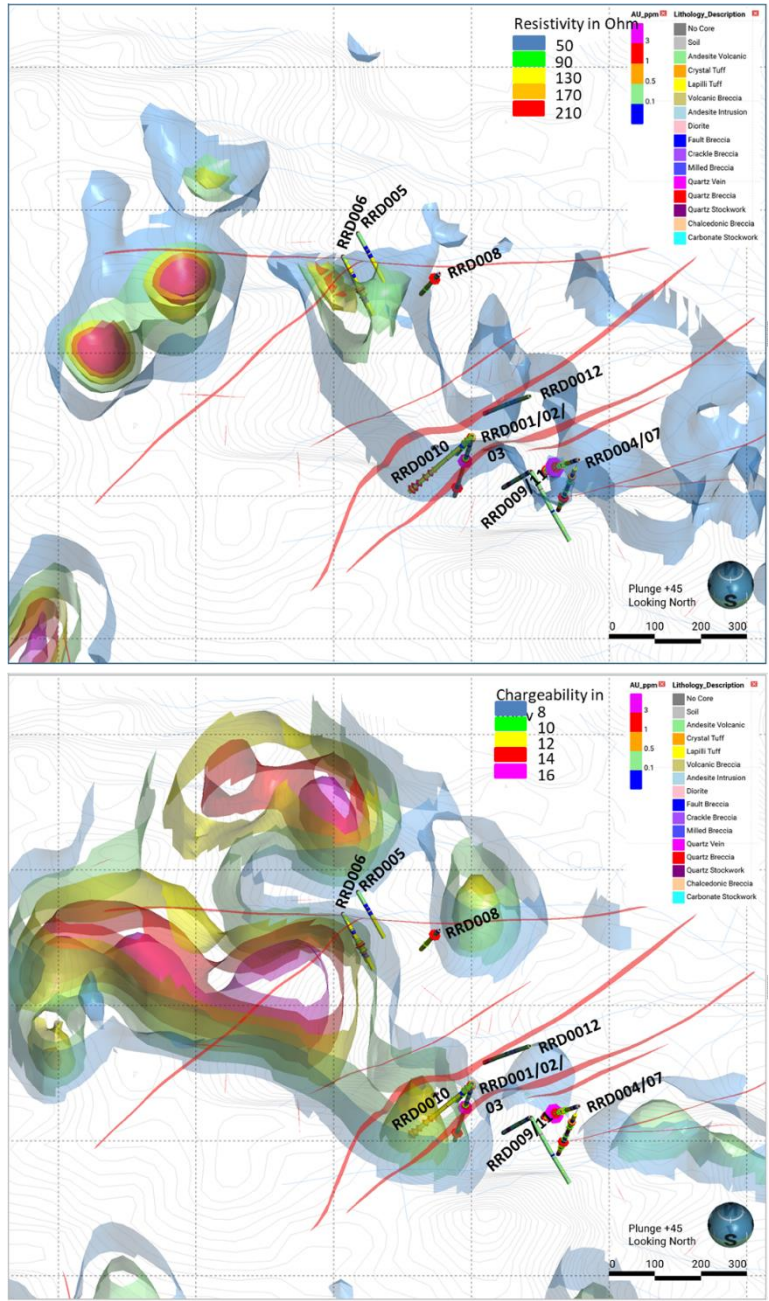 Resistivity in Ohm
50
90
130
170
210
AU_ppm
3
1
0.5
0.1
Lithology_Description
No Core
Soil
Andesite Volcanic
Crystal Tuff
Lapilli Tuff
Volcanic Breccia
Andesite Intrusion
Diorite
Fault Breccia
Crackle Breccia
Milled Breccia
Quartz Vein
Quartz Breccia
Quartz Stockwork
Chalcedonic Breccia
Carbonate Stockwork
RRD006
RRD005
RRD008
RRD0012
RRD001/02/
03
RRD0010
RRD004/07
RRD009/11
Plunge +45
Looking North
S
0 100 200 300
Chargeability in
v
8
10
12
14
16
AU_ppm
3
1
0.5
0.1
Lithology_Description
No Core
Soil
Andesite Volcanic
Crystal Tuff
Lapilli Tuff
Volcanic Breccia
Andesite Intrusion
Diorite
Fault Breccia
Crackle Breccia
Milled Breccia
Quartz Vein
Quartz Breccia
Quartz Stockwork
Chalcedonic Breccia
Carbonate Stockwork
RRD006
RRD005
RRD008
RRD0012
RRD001/02/
03
RRD0010
RRD004/07
RRD009/11
Plunge +45
Looking North
S
0 100 200 300